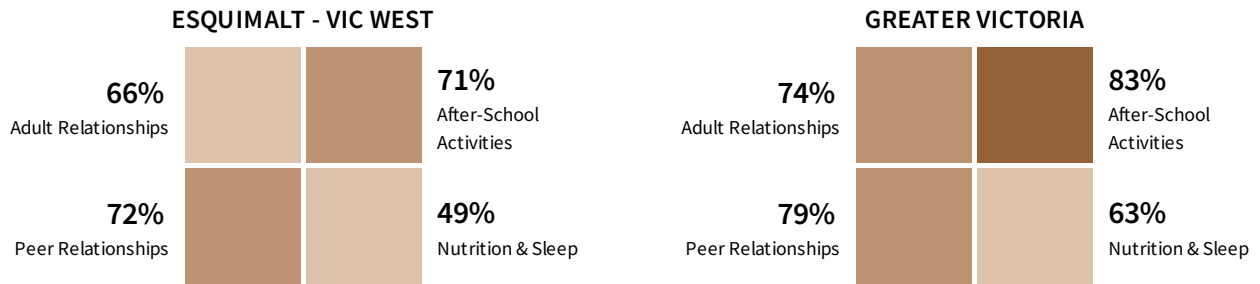 ESQUIMALT - VIC WEST
66%
Adult Relationships
71%
After-School
Activities
72%
Peer Relationships
49%
Nutrition & Sleep
GREATER VICTORIA
74%
Adult Relationships
83%
After-School
Activities
79%
Peer Relationships
63%
Nutrition & Sleep